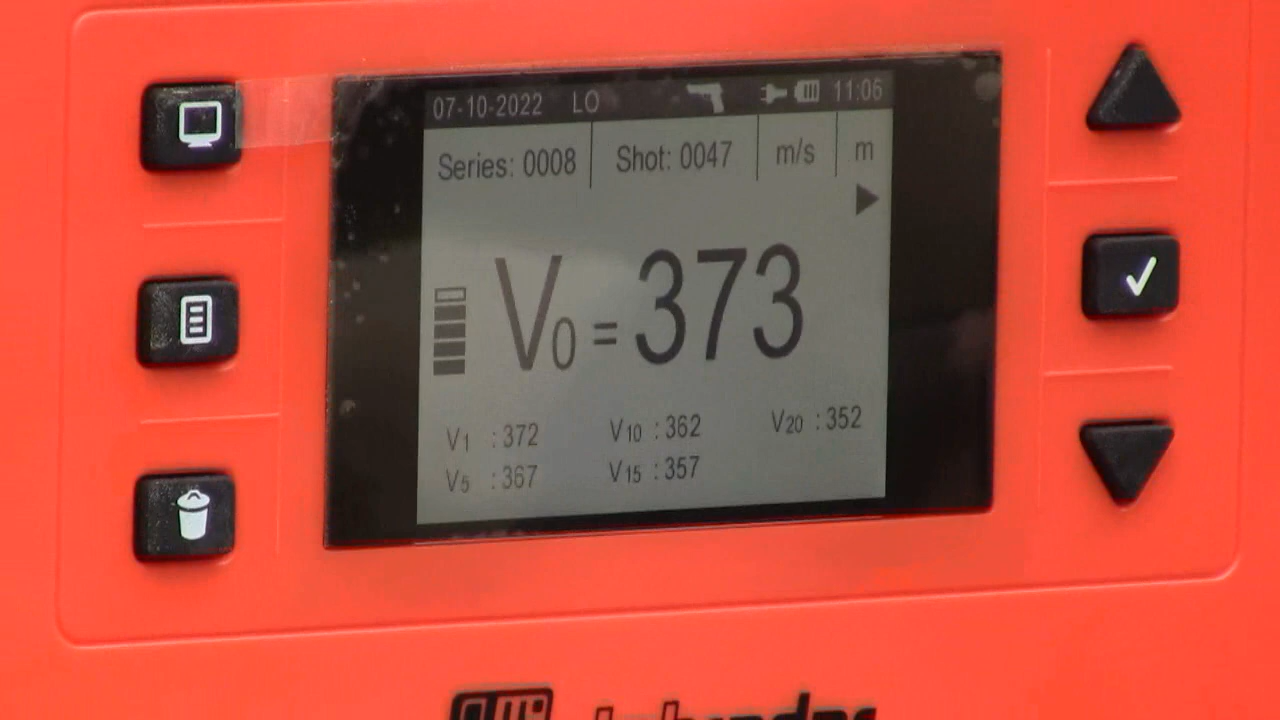 07-10-2022 LO 11:06
Series: 0008 Shot: 0047 m/s m
V0 = 373
V1 : 372 V10 : 362 V20 : 352
V5 : 367 V15 : 357